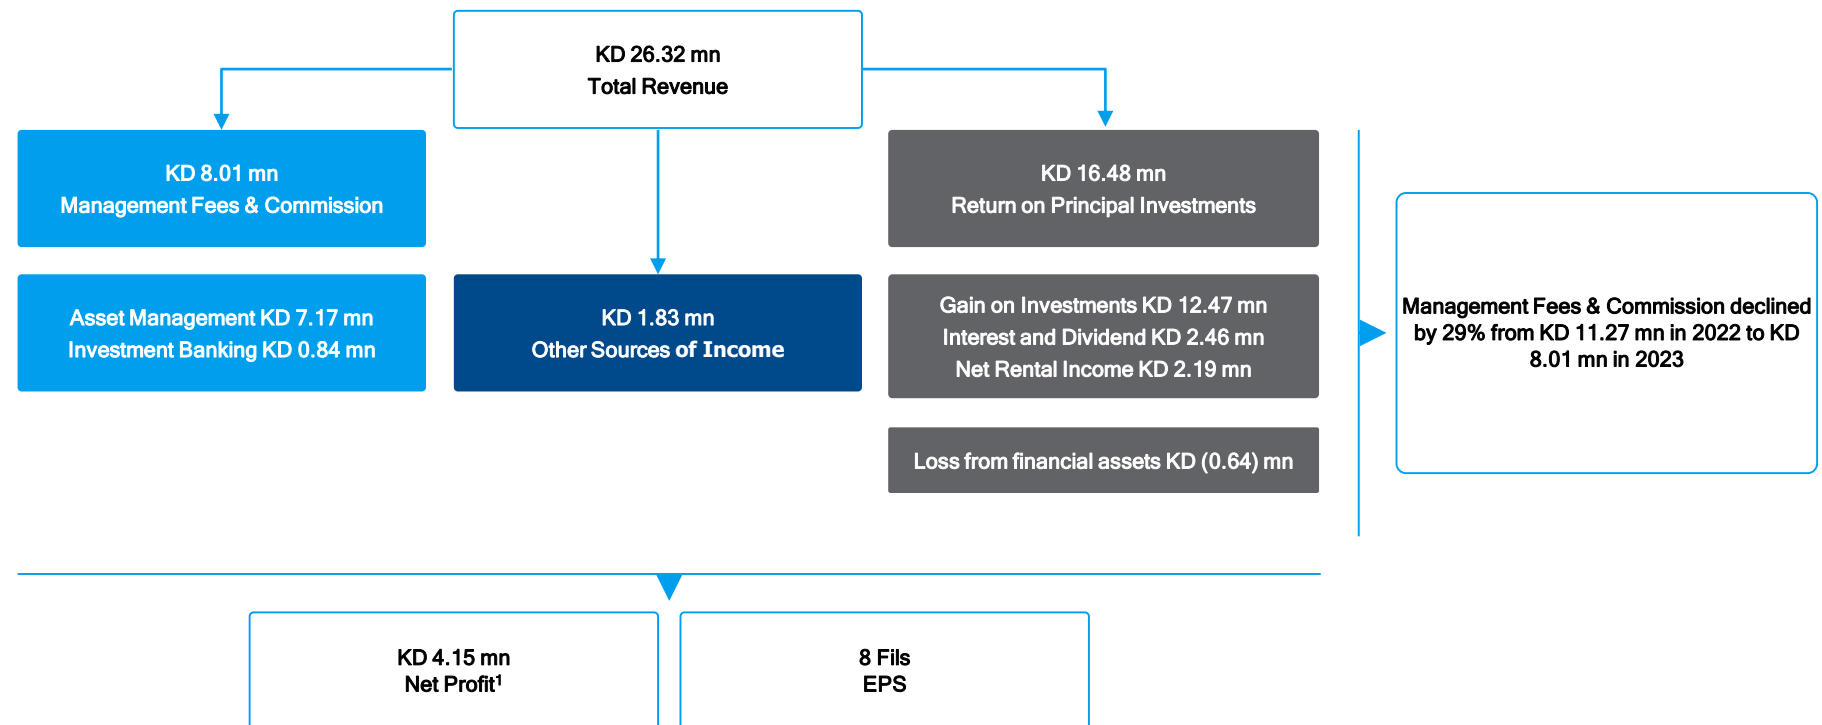 KD 26.32 mn
Total Revenue
KD 8.01 mn
Management Fees & Commission
KD 16.48 mn
Return on Principal Investments
Asset Management KD 7.17 mn
Investment Banking KD 0.84 mn
KD 1.83 mn
Other Sources of Income
Gain on Investments KD 12.47 mn
Interest and Dividend KD 2.46 mn
Net Rental Income KD 2.19 mn
Loss from financial assets KD (0.64) mn
Management Fees & Commission declined
by 29% from KD 11.27 mn in 2022 to KD
8.01 mn in 2023
KD 4.15 mn
Net Profit¹
8 Fils
EPS